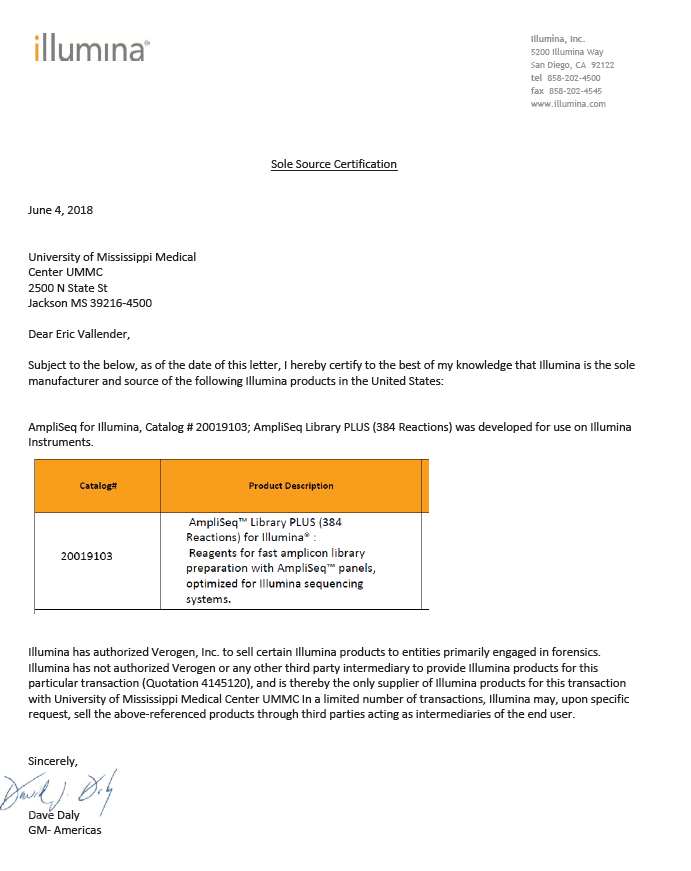 illumina®
Illumina, Inc.
5200 Illumina Way
San Diego, CA 92122
tel 858-202-4500
fax 858-202-4545
www.illumina.com
Sole Source Certification
June 4, 2018
University of Mississippi Medical
Center UMMC
2500 N State St
Jackson MS 39216-4500
Dear Eric Vallender,
Subject to the below, as of the date of this letter, I hereby certify to the best of my knowledge that Illumina is the sole
manufacturer and source of the following Illumina products in the United States:
AmpliSeq for Illumina, Catalog # 20019103; AmpliSeq Library PLUS (384 Reactions) was developed for use on Illumina
Instruments.
Catalog# Product Description
AmpliSeq™ Library PLUS (384
Reactions) for Illumina® :
20019103 Reagents for fast amplicon library
preparation with AmpliSeq™ panels,
optimized for Illumina sequencing
systems.
Illumina has authorized Verogen, Inc. to sell certain Illumina products to entities primarily engaged in forensics.
Illumina has not authorized Verogen or any other third party intermediary to provide Illumina products for this
particular transaction (Quotation 4145120), and is thereby the only supplier of Illumina products for this transaction
with University of Mississippi Medical Center UMMC In a limited number of transactions, Illumina may, upon specific
request, sell the above-referenced products through third parties acting as intermediaries of the end user.
Sincerely,
David J. Daly
Dave Daly
GM- Americas